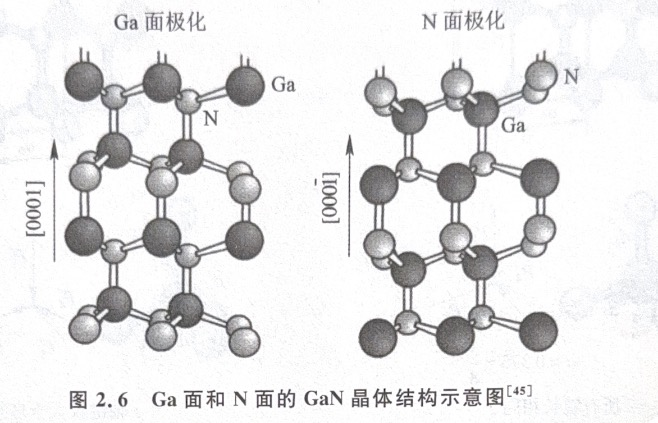 Ga 面极化
N 面极化
Ga
N
[0001]
N
Ga
[0001̄]
图 2.6 Ga 面和 N 面的 GaN 晶体结构示意图[45]